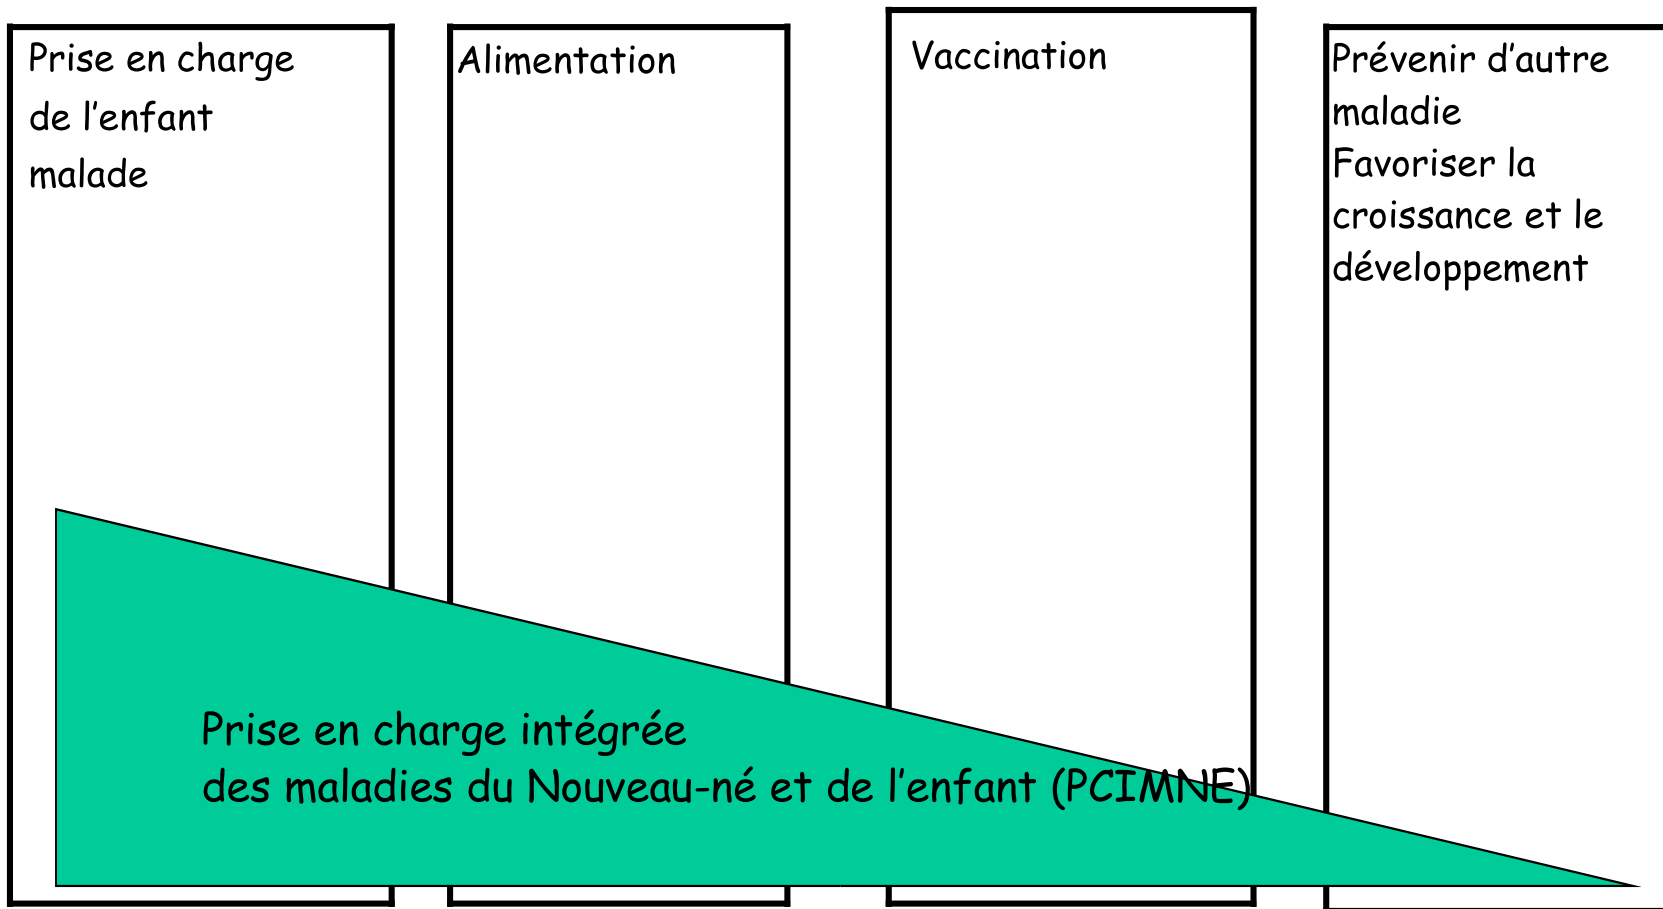 Prise en charge
de l'enfant
malade
Alimentation
Vaccination
Prévenir d'autre
maladie
Favoriser la
croissance et le
développement
Prise en charge intégrée
des maladies du Nouveau-né et de l'enfant (PCIMNE)